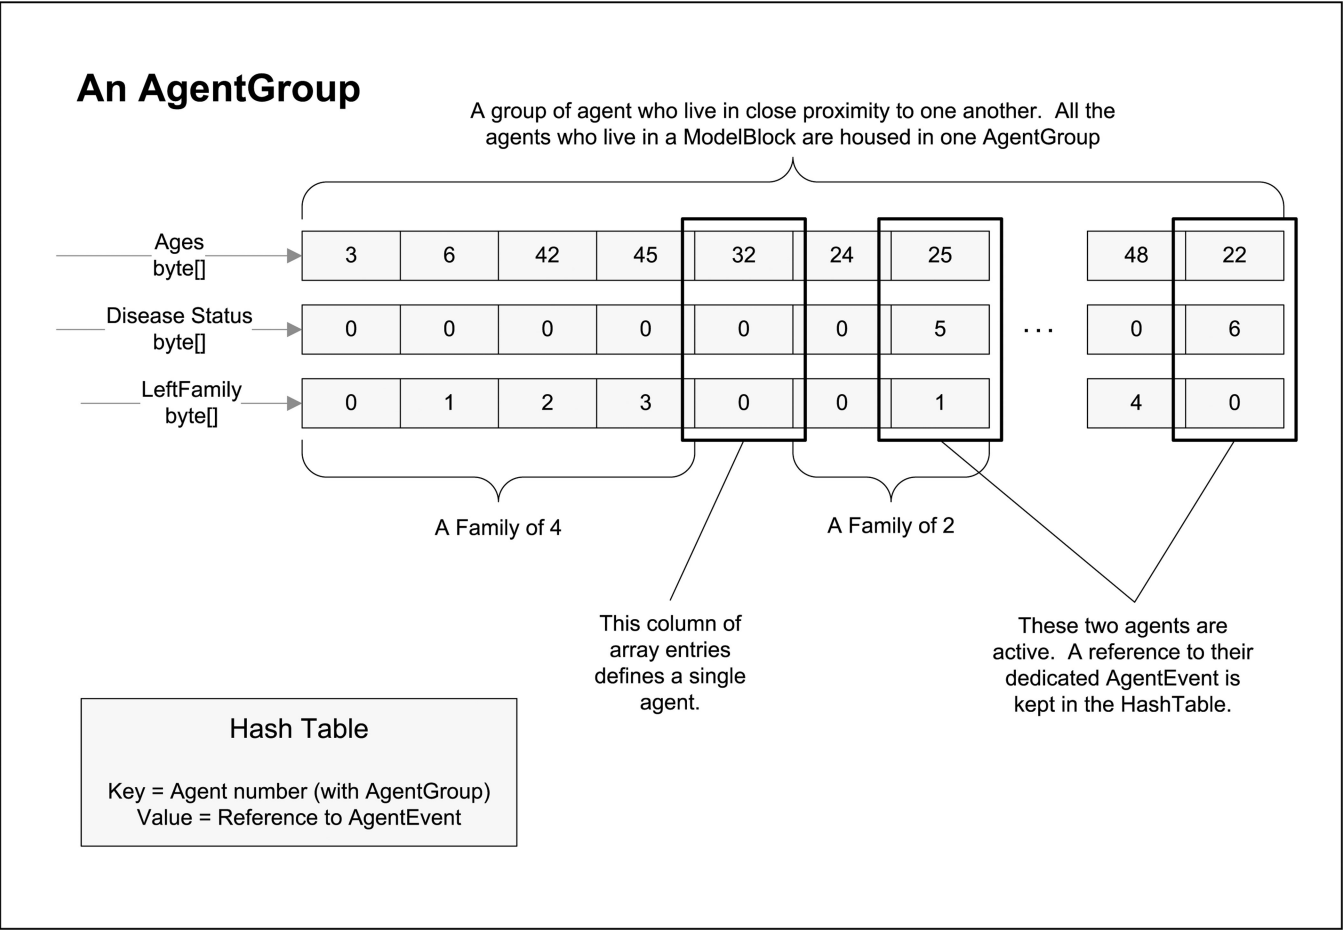 An AgentGroup
A group of agent who live in close proximity to one another. All the
agents who live in a ModelBlock are housed in one AgentGroup
Ages
byte[]
3 6 42 45 32 24 25 48 22
Disease Status
byte[]
0 0 0 0 0 0 5 ... 0 6
LeftFamily
byte[]
0 1 2 3 0 0 1 4 0
A Family of 4
A Family of 2
This column of
array entries
defines a single
agent.
These two agents are
active. A reference to their
dedicated AgentEvent is
kept in the HashTable.
Hash Table
Key = Agent number (with AgentGroup)
Value = Reference to AgentEvent